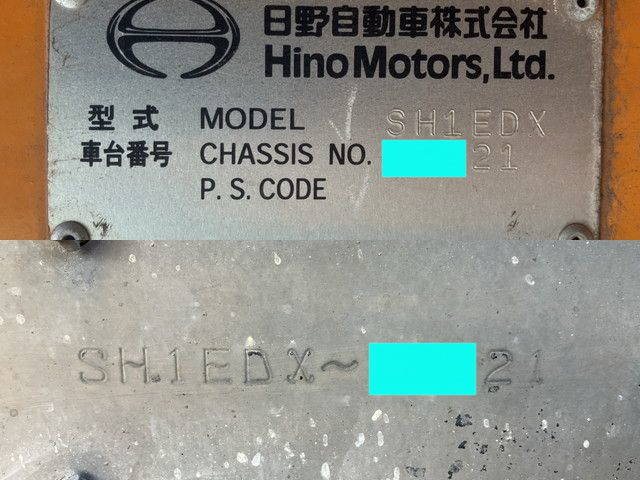 日野自動車株式会社
Hino Motors, Ltd.
型式 MODEL SH1EDX
車台番号 CHASSIS NO. 21
P. S. CODE
SH1EDX~ 21